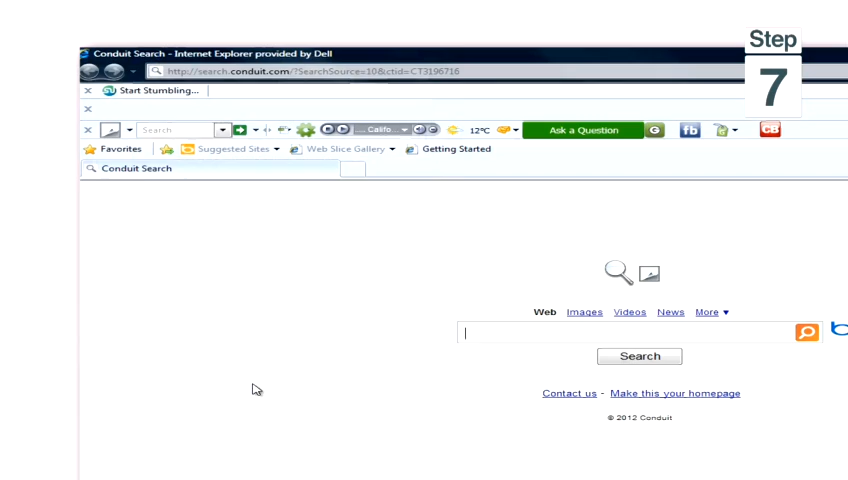 Step
7
Conduit Search - Internet Explorer provided by Dell
http://search.conduit.com/?SearchSource=10&ctid=CT3196716
Start Stumbling...
Search
... Califo
12°C
Ask a Question
C
fb
CB
Favorites
Suggested Sites
Web Slice Gallery
Getting Started
Conduit Search
Web Images Videos News More
Search
Contact us - Make this your homepage
© 2012 Conduit